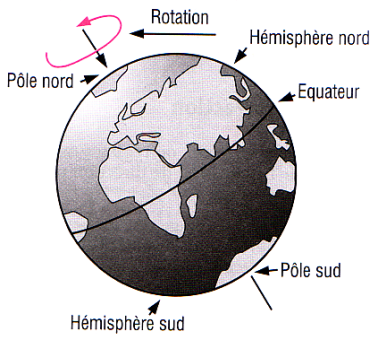 Rotation
Hémisphère nord
Pôle nord
Equateur
Pôle sud
Hémisphère sud